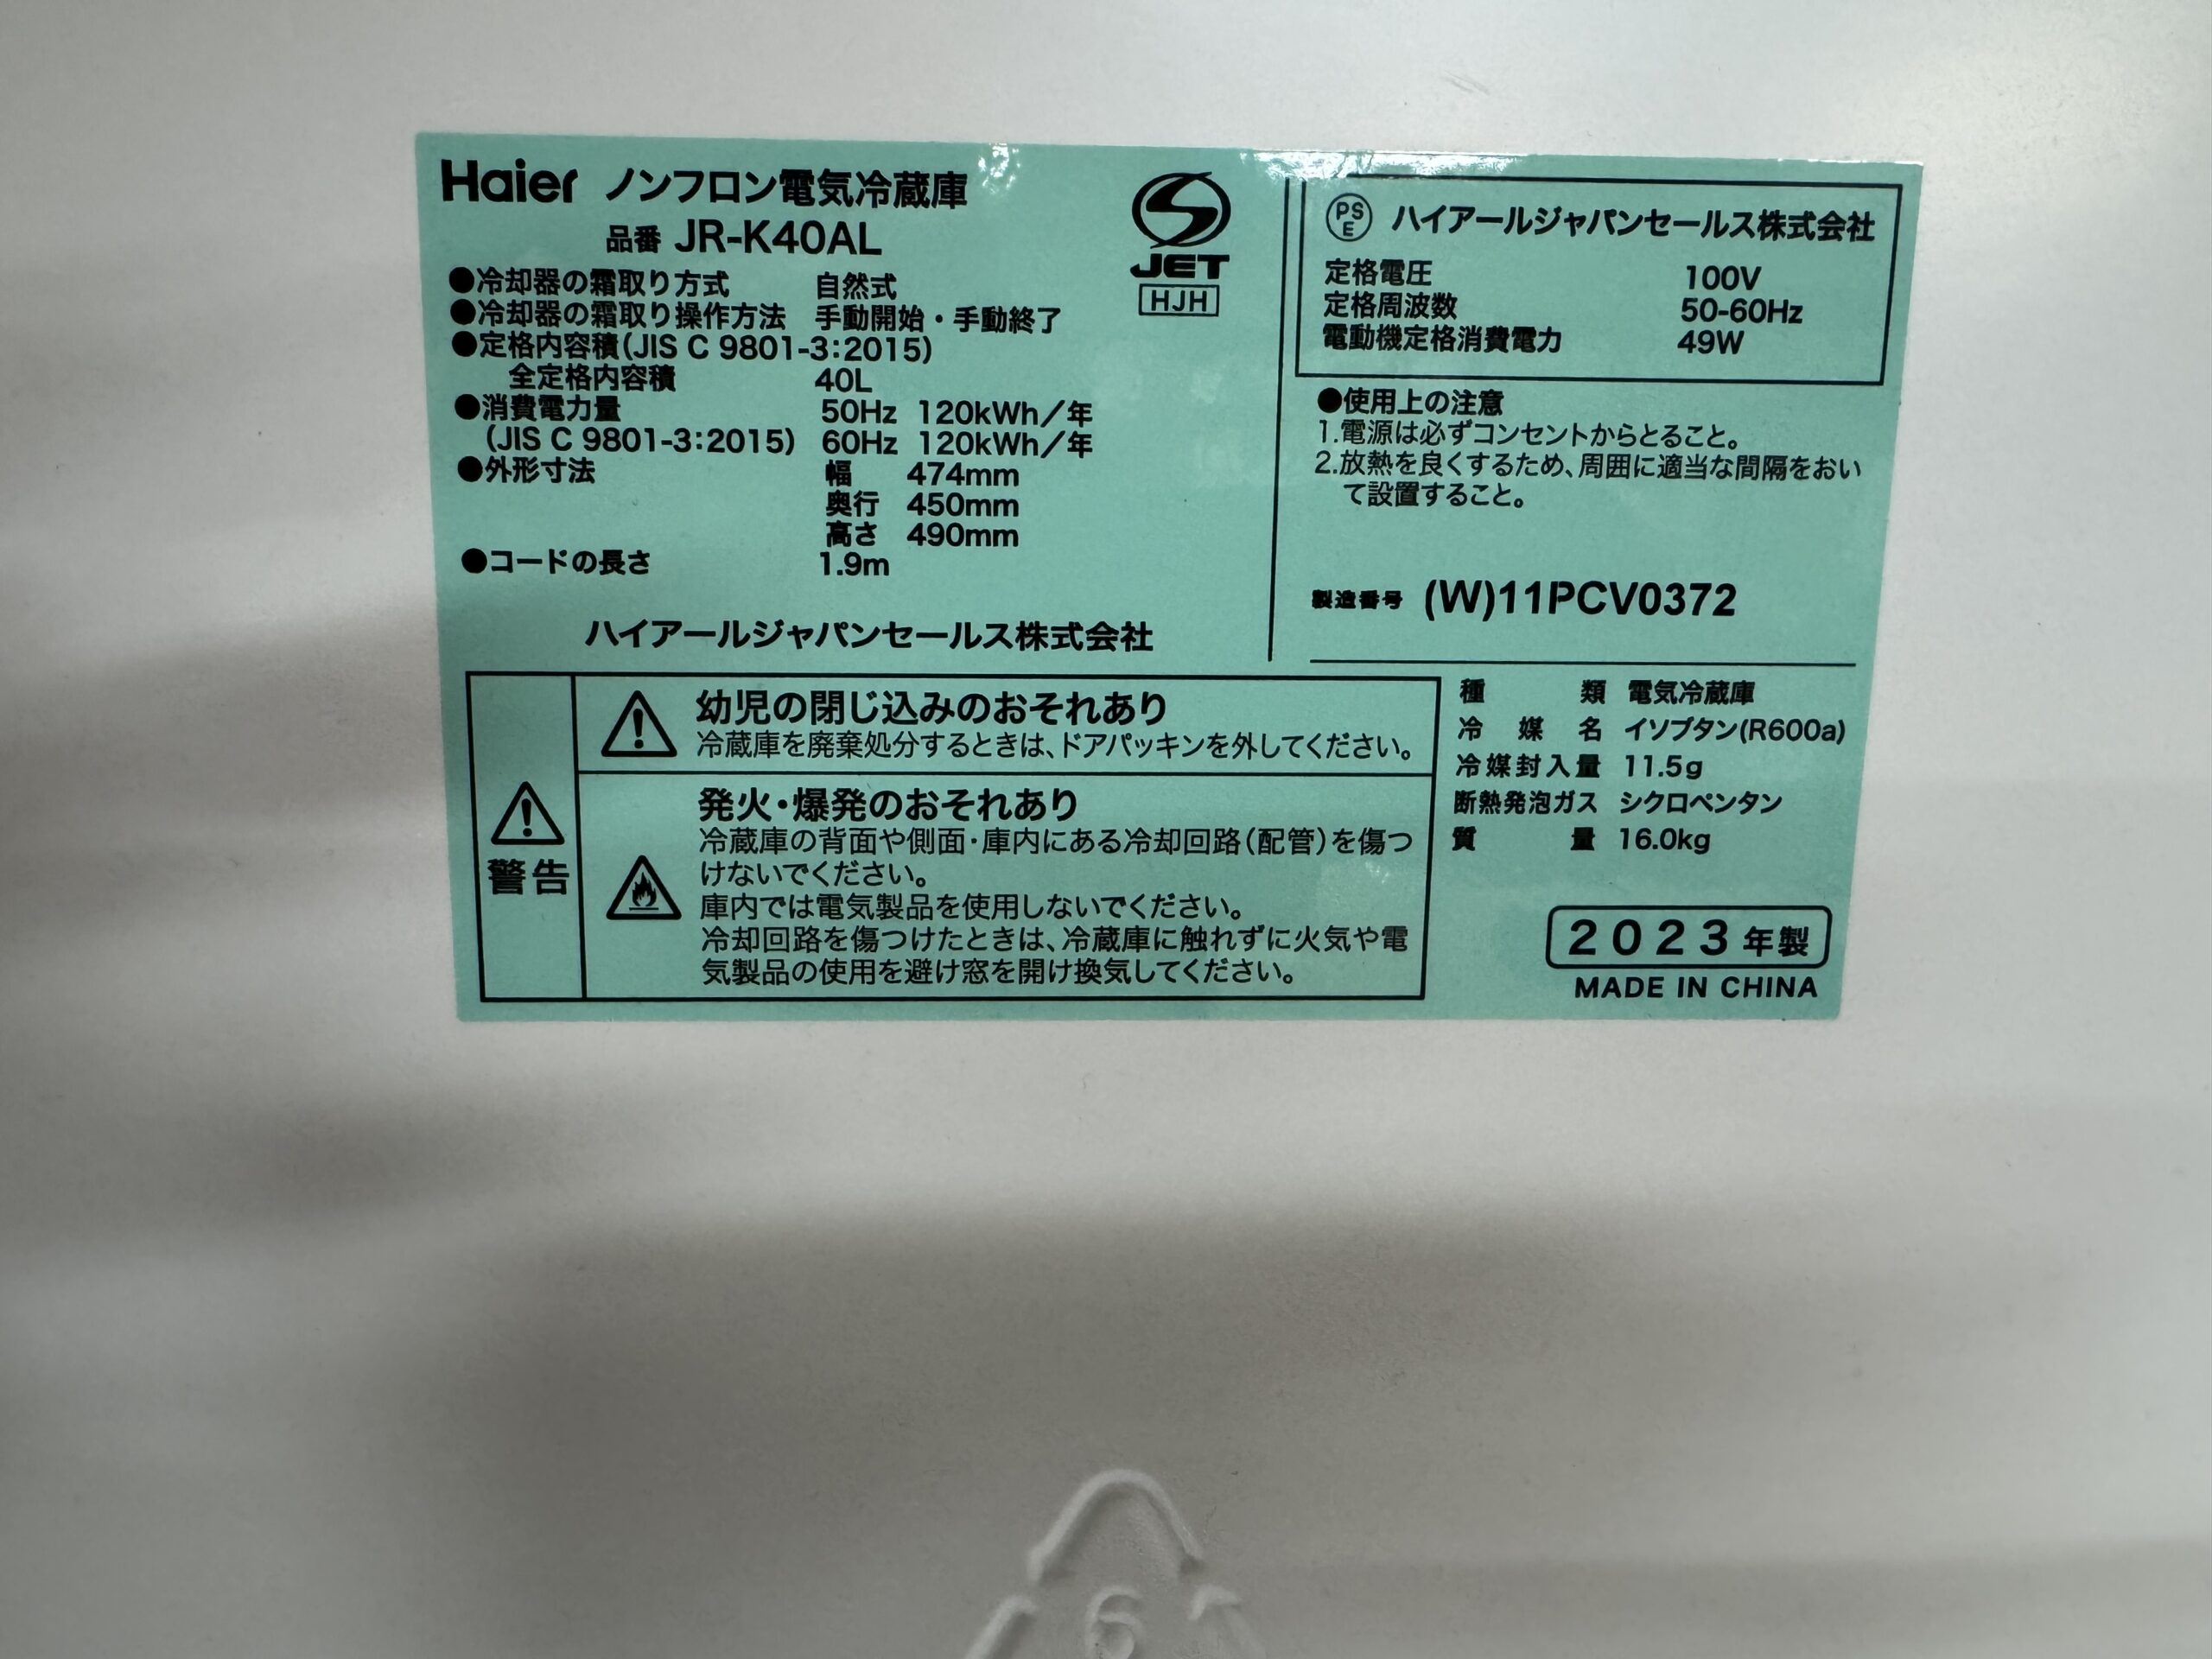 Haier ノンフロン電気冷蔵庫
品番 JR-K40AL
●冷却器の霜取り方式 自然式
●冷却器の霜取り操作方法 手動開始・手動終了
●定格内容積(JIS C 9801-3:2015)
全定格内容積 40L
●消費電力量 50Hz 120kWh/年
(JIS C 9801-3:2015) 60Hz 120kWh/年
●外形寸法 幅 474mm
奥行 450mm
高さ 490mm
●コードの長さ 1.9m
ハイアールジャパンセールス株式会社
JET
HJH
PSE ハイアールジャパンセールス株式会社
定格電圧 100V
定格周波数 50-60Hz
電動機定格消費電力 49W
●使用上の注意
1.電源は必ずコンセントからとること。
2.放熱を良くするため、周囲に適当な間隔をおい
て設置すること。
製造番号 (W)11PCV0372
警告
幼児の閉じ込みのおそれあり
冷蔵庫を廃棄処分するときは、ドアパッキンを外してください。
発火・爆発のおそれあり
冷蔵庫の背面や側面・庫内にある冷却回路(配管)を傷つ
けないでください。
庫内では電気製品を使用しないでください。
冷却回路を傷つけたときは、冷蔵庫に触れずに火気や電
気製品の使用を避け窓を開け換気してください。
種類 電気冷蔵庫
冷媒名 イソブタン(R600a)
冷媒封入量 11.5g
断熱発泡ガス シクロペンタン
質量 16.0kg
2023年製
MADE IN CHINA
6